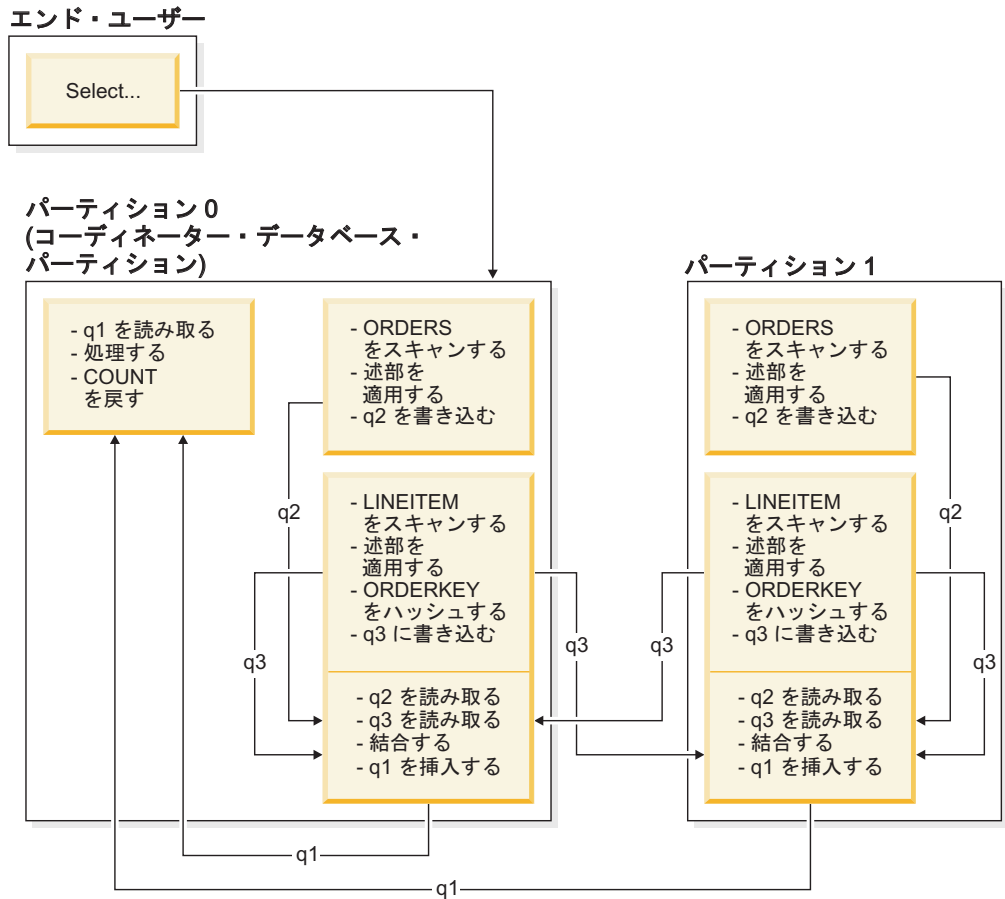 エンド・ユーザー
Select...
パーティション 0
(コーディネーター・データベース・
パーティション)
- q1 を読み取る
- 処理する
- COUNT
を戻す
- ORDERS
をスキャンする
- 述部を
適用する
- q2 を書き込む
q2
- LINEITEM
をスキャンする
- 述部を
適用する
- ORDERKEY
をハッシュする
- q3 に書き込む
q3
q3
- q2 を読み取る
- q3 を読み取る
- 結合する
- q1 を挿入する
パーティション 1
- ORDERS
をスキャンする
- 述部を
適用する
- q2 を書き込む
q2
- LINEITEM
をスキャンする
- 述部を
適用する
- ORDERKEY
をハッシュする
- q3 に書き込む
q3
q3
- q2 を読み取る
- q3 を読み取る
- 結合する
- q1 を挿入する
q1
q1